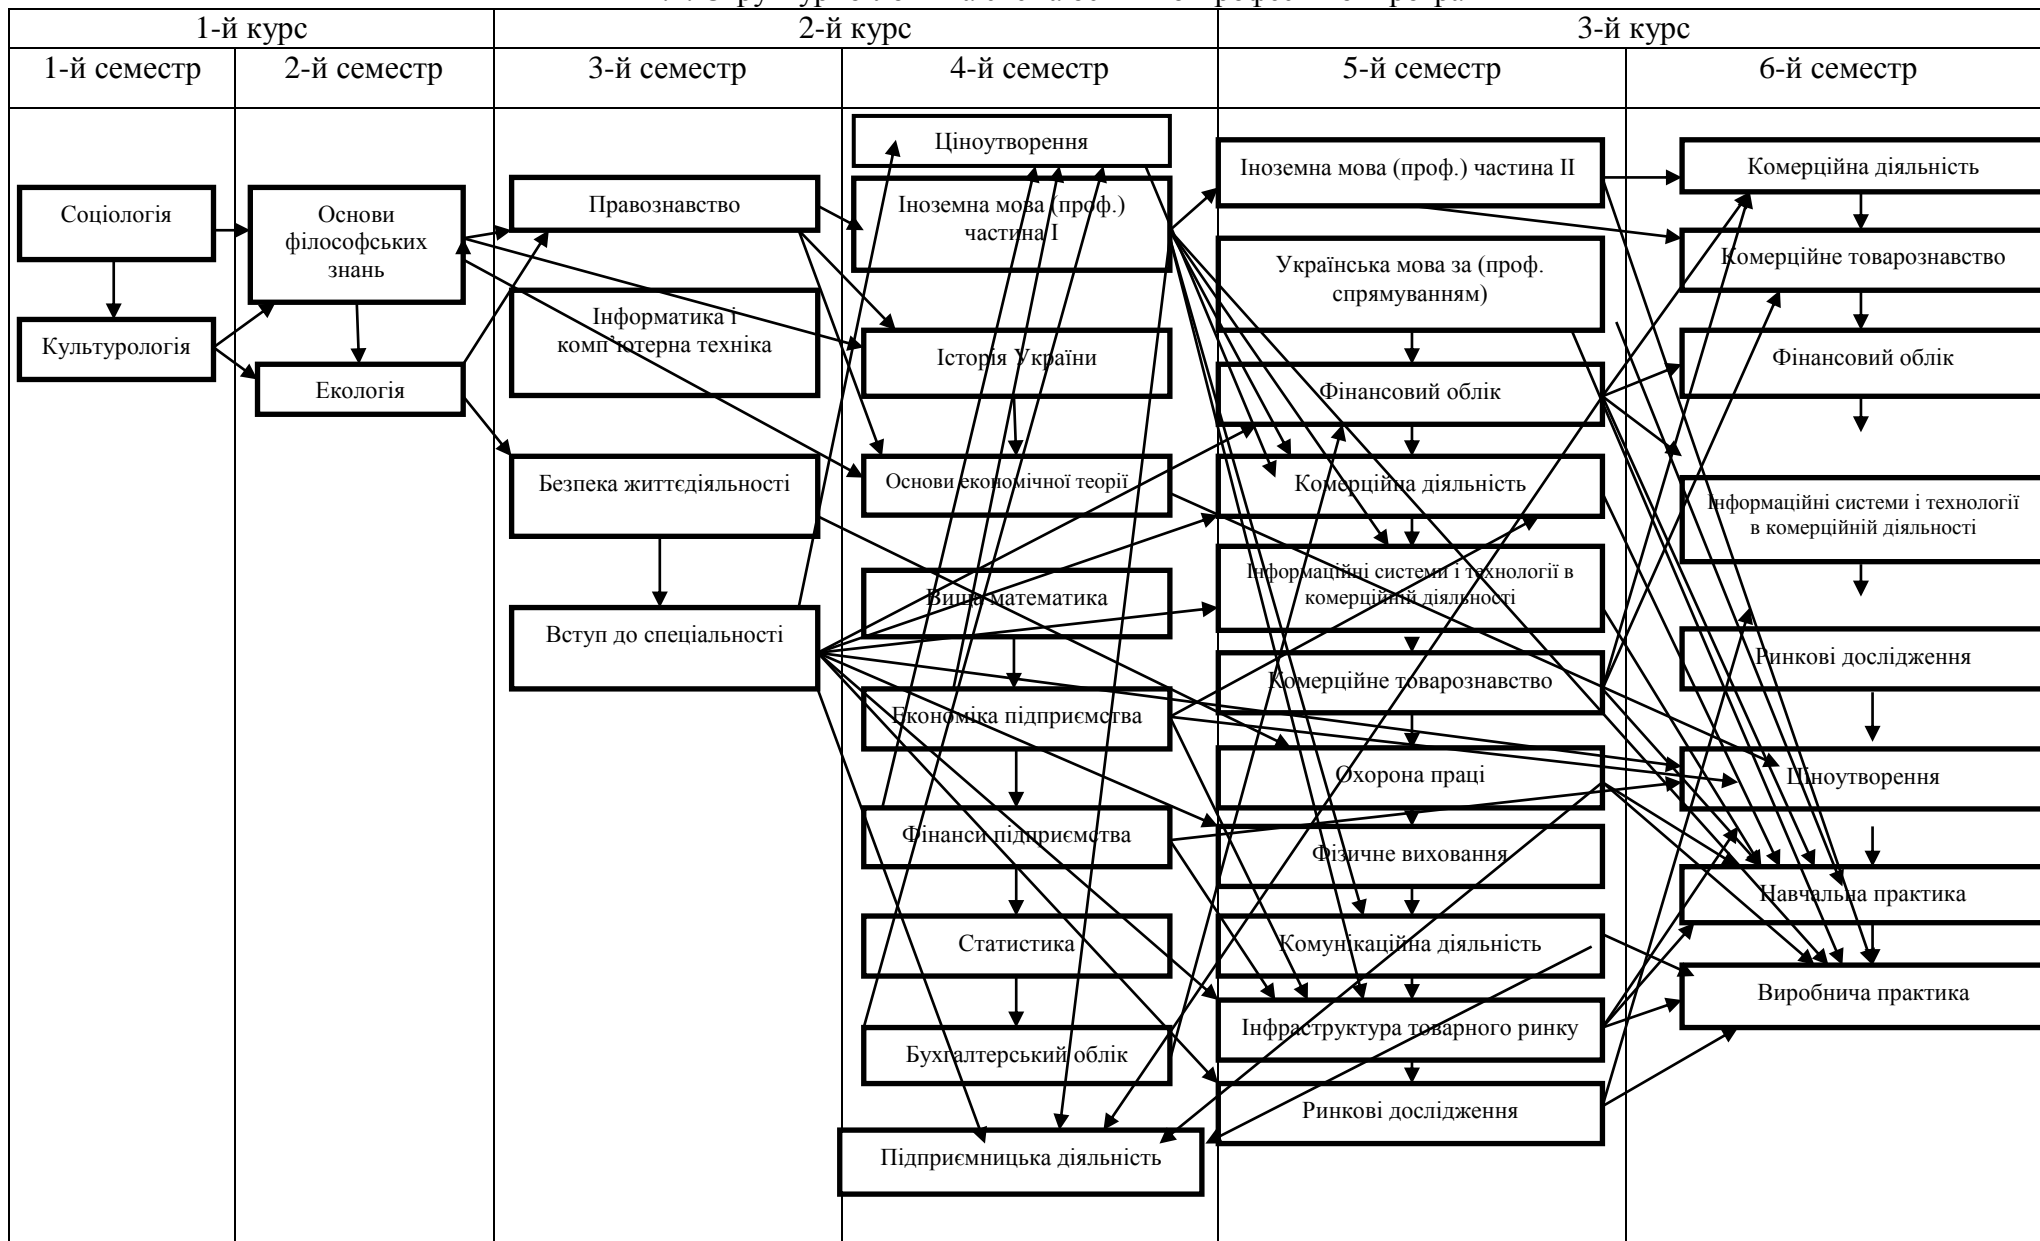 1-й курс
2-й курс
3-й курс
1-й семестр
2-й семестр
3-й семестр
4-й семестр
5-й семестр
6-й семестр
Соціологія
Культурологія
Основи
філософських
знань
Екологія
Правознавство
Інформатика і
комп’ютерна техніка
Безпека життєдіяльності
Вступ до спеціальності
Ціноутворення
Іноземна мова (проф.)
частина І
Історія України
Основи економічної теорії
Вища математика
Економіка підприємства
Фінанси підприємства
Статистика
Бухгалтерський облік
Підприємницька діяльність
Іноземна мова (проф.) частина ІІ
Українська мова за (проф.
спрямуванням)
Фінансовий облік
Комерційна діяльність
Інформаційні системи і технології в
комерційній діяльності
Комерційне товарознавство
Охорона праці
Фізичне виховання
Комунікаційна діяльність
Інфраструктура товарного ринку
Ринкові дослідження
Комерційна діяльність
Комерційне товарознавство
Фінансовий облік
Інформаційні системи і технології
в комерційній діяльності
Ринкові дослідження
Ціноутворення
Навчальна практика
Виробнича практика